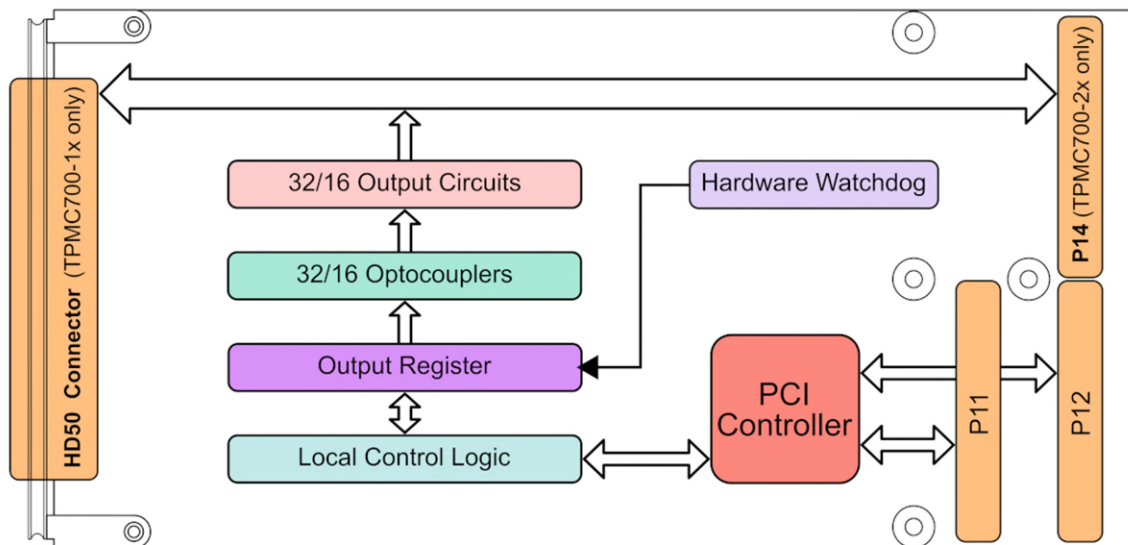 HD50 Connector (TPMC700-1x only)
P14 (TPMC700-2x only)
32/16 Output Circuits
Hardware Watchdog
32/16 Optocouplers
Output Register
PCI
Controller
P11
P12
Local Control Logic